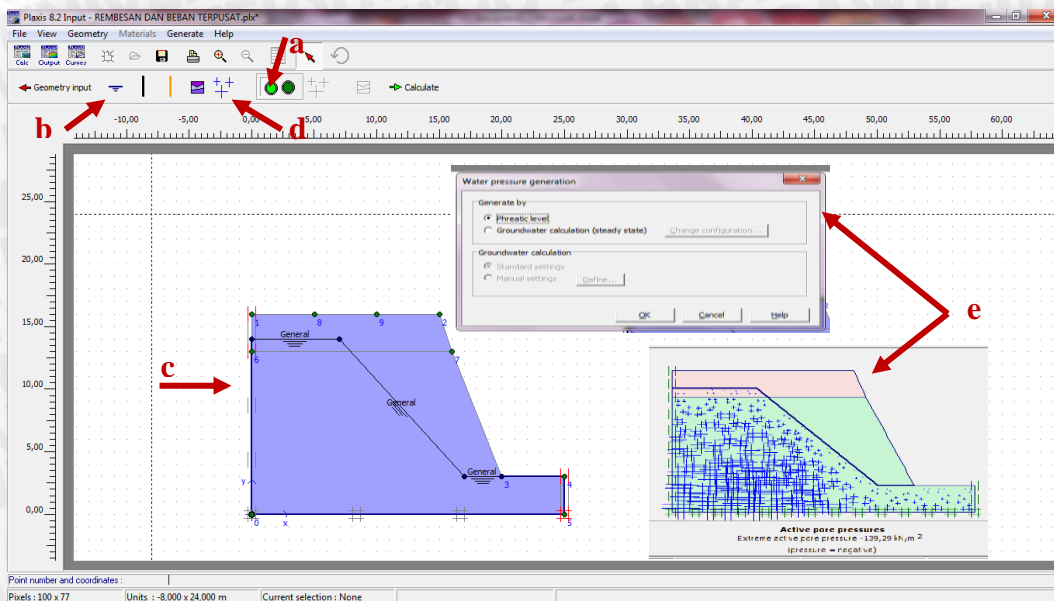 Plaxis 8.2 Input - REMBESAN DAN BEBAN TERPUSAT.plx*
File View Geometry Materials Generate Help
Calc Output Curves
a
Geometry input
Calculate
b
d
-10,00 -5,00 0,00 5,00 10,00 15,00 20,00 25,00 30,00 35,00 40,00 45,00 50,00 55,00 60,00
25,00
20,00
15,00
10,00
5,00
0,00
Water pressure generation
Generate by
Phreatic level
Groundwater calculation (steady state)
Change configuration...
Groundwater calculation
Standard settings
Manual settings
Define...
OK Cancel Help
e
1 8 9 2
General
6 7
c
General
General
3 4
y
0 x 5
Active pore pressures
Extreme active pore pressure -139,29 kN/m 2
(pressure = negative)
Point number and coordinates :
Pixels : 100 x 77 Units : -8,000 x 24,000 m Current selection : None